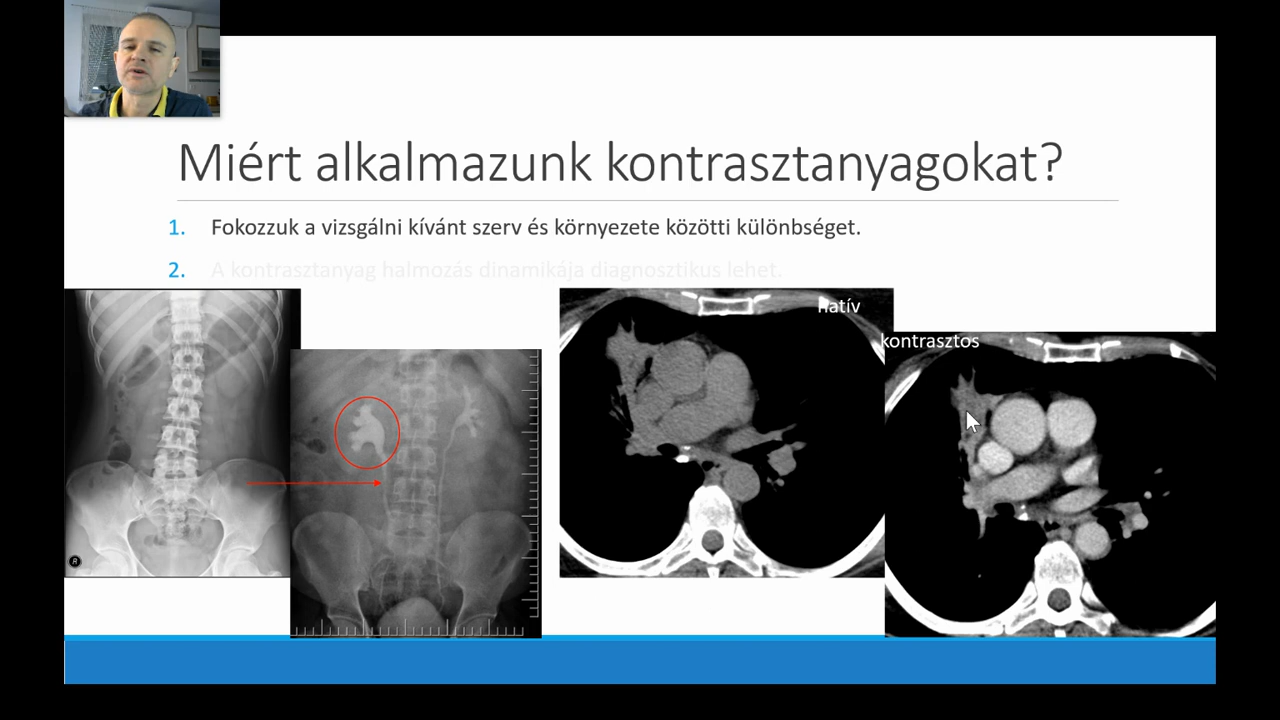 Miért alkalmazunk kontrasztanyagokat?
1. Fokozzuk a vizsgálni kívánt szerv és környezete közötti különbséget.
2. A kontrasztanyag halmozás dinamikája diagnosztikus lehet.
natív
kontrasztos
R